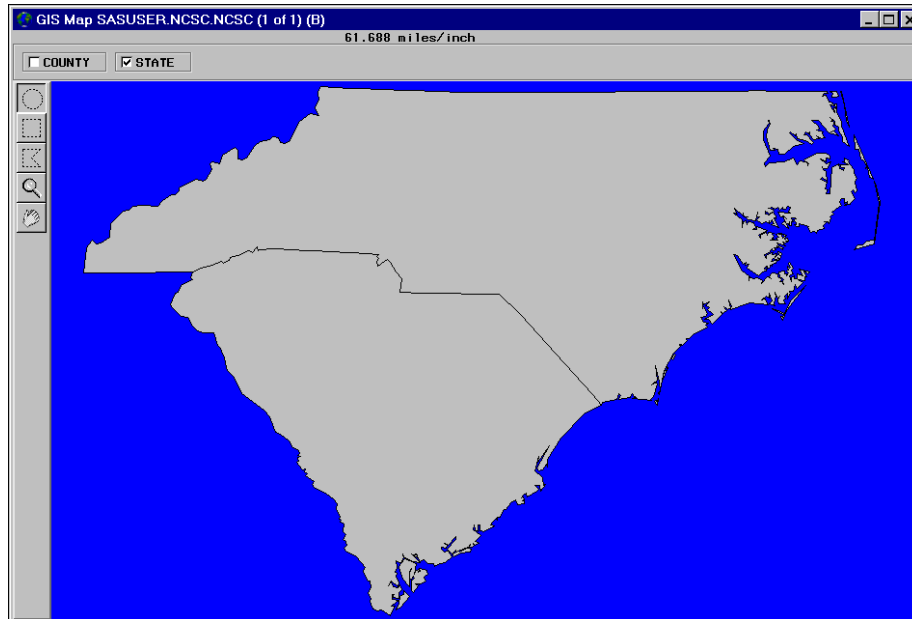 GIS Map SASUSER.NCSC.NCSC (1 of 1) (B)
61.688 miles/inch
COUNTY STATE